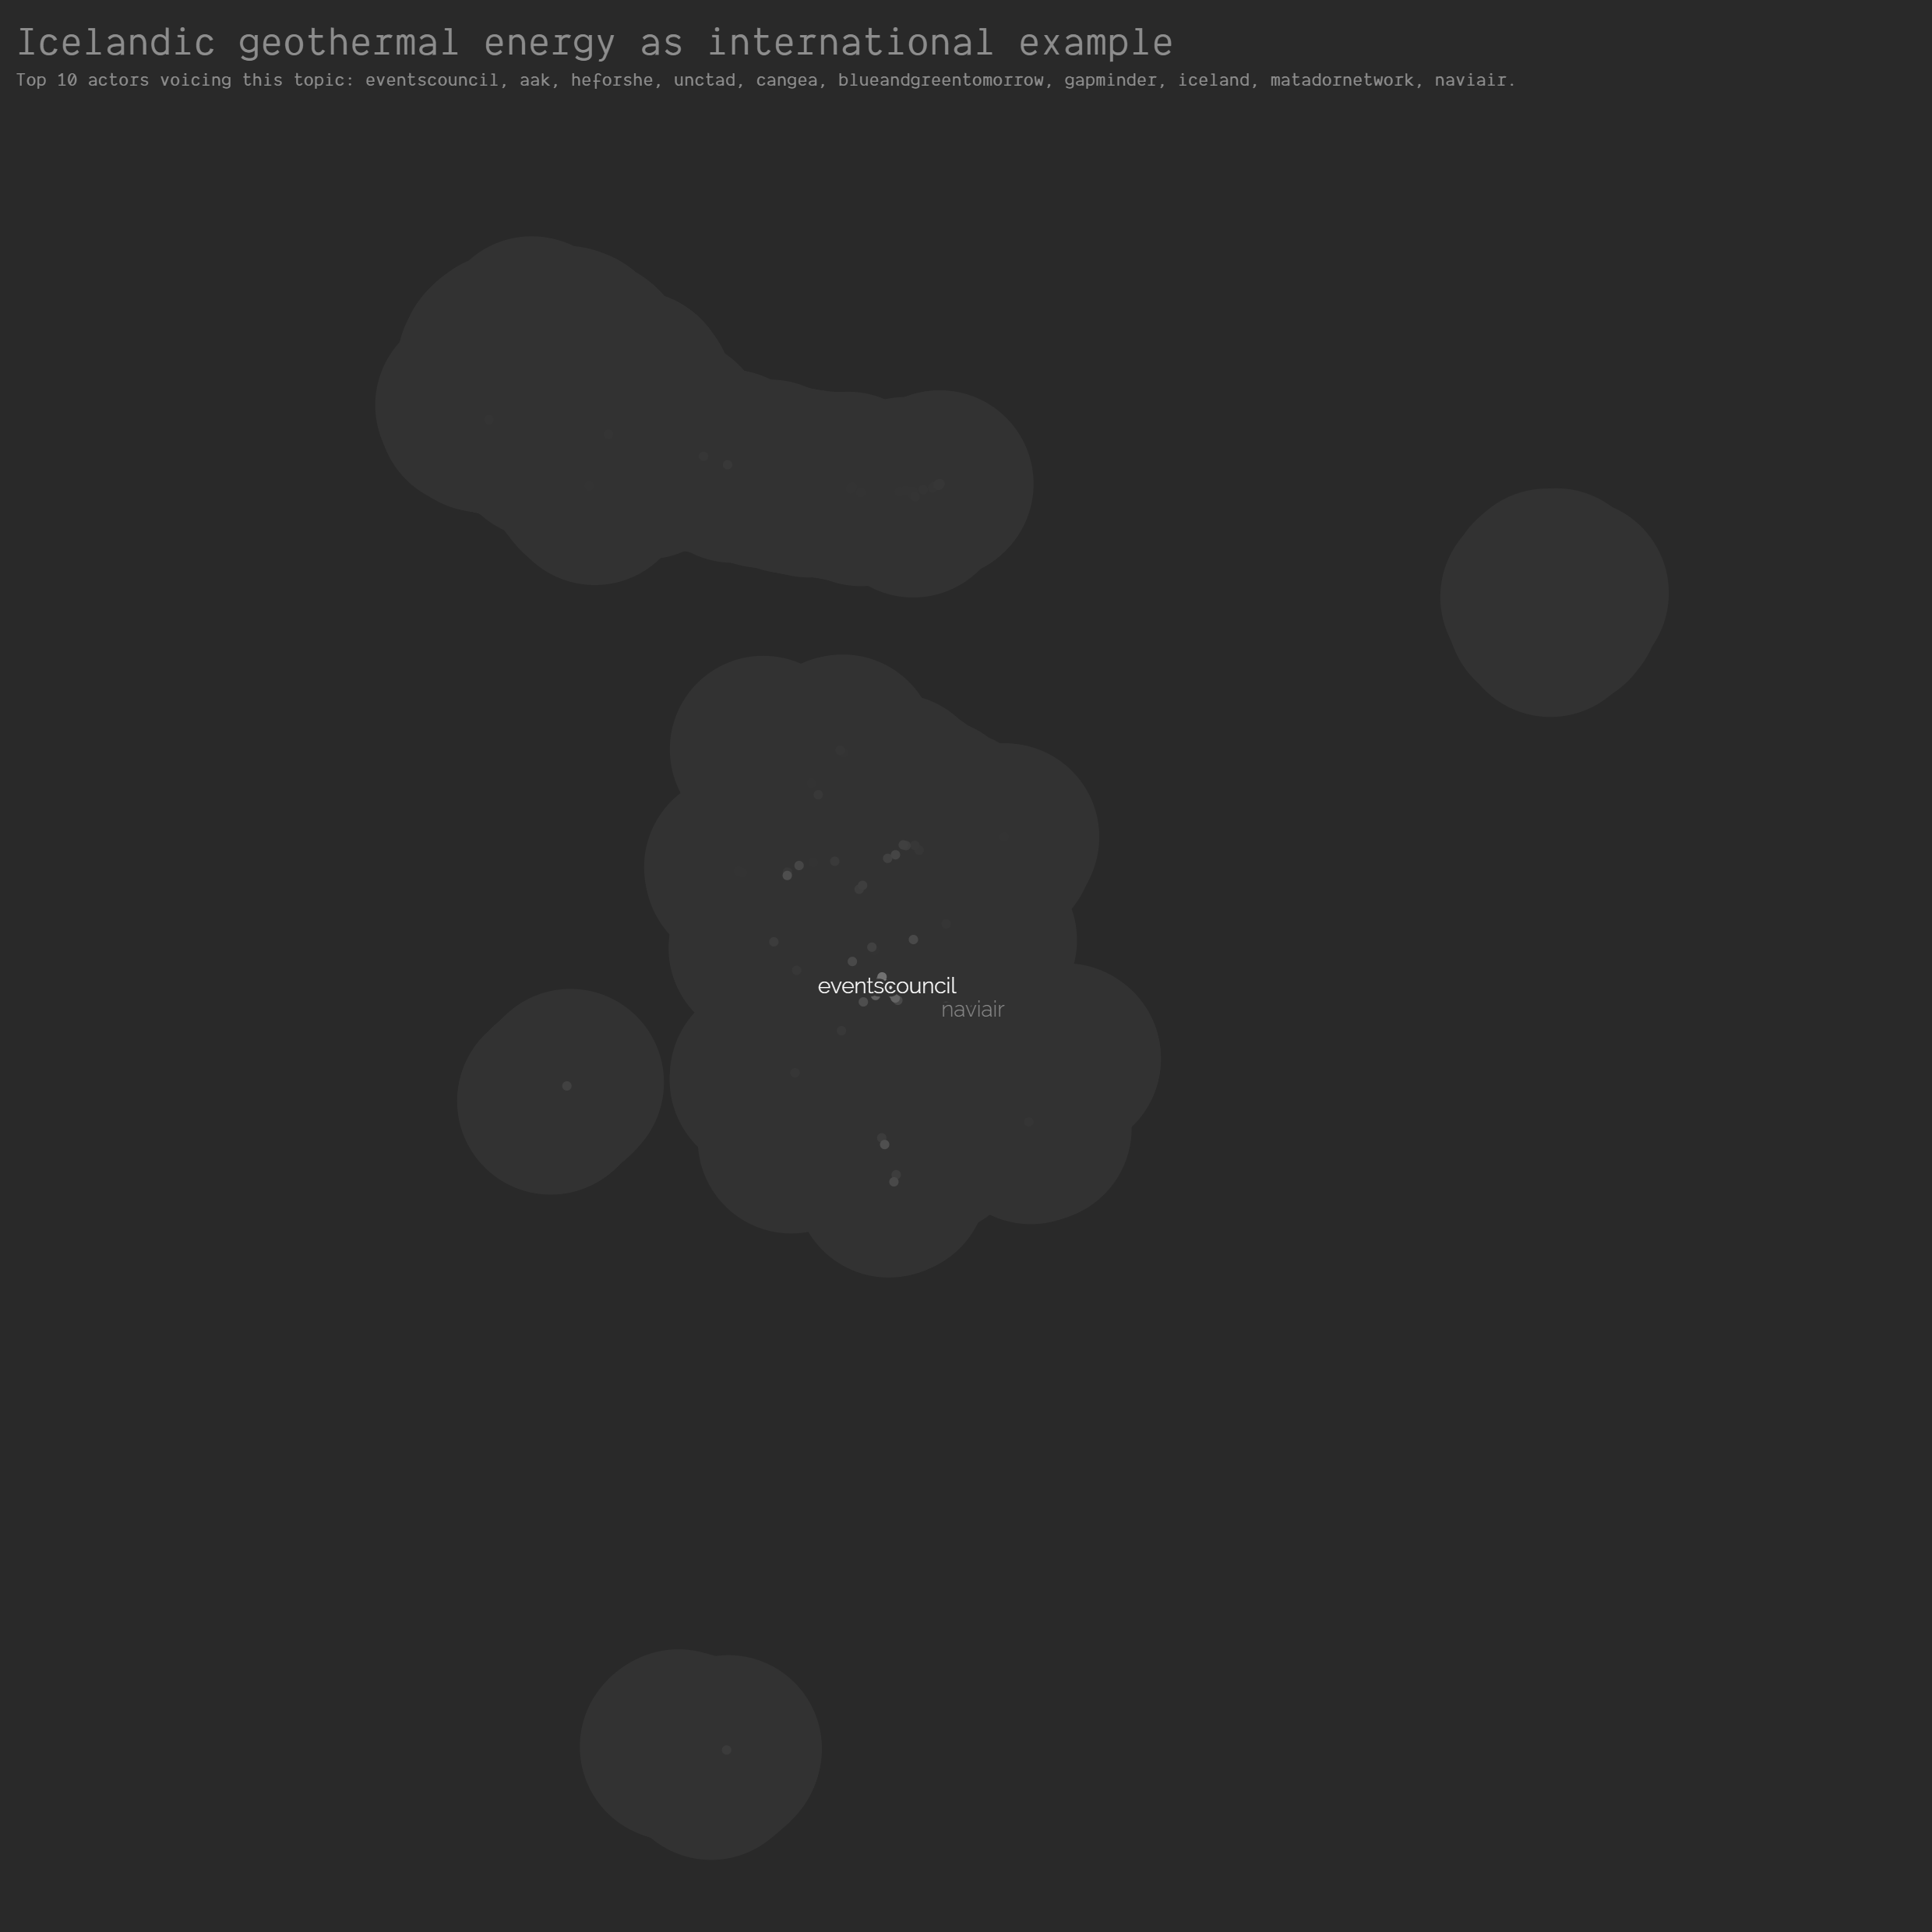 Icelandic geothermal energy as international example
Top 10 actors voicing this topic: eventscouncil, aak, heforshe, unctad, cangea, blueandgreentomorrow, gapminder, iceland, matadornetwork, naviair.
eventscouncil
naviair